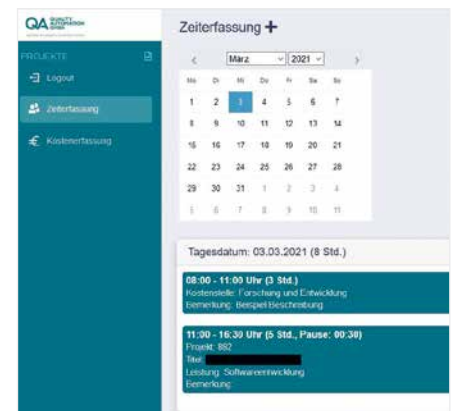 QA QUALITY AUTOMATION GMBH
PROJEKTE
Logout
Zeiterfassung
Kostenerfassung
Zeiterfassung +
< März 2021 >
Mo Di Mi Do Fr Sa So
1 2 3 4 5 6 7
8 9 10 11 12 13 14
15 16 17 18 19 20 21
22 23 24 25 26 27 28
29 30 31 1 2 3 4
5 6 7 8 9 10 11
Tagesdatum: 03.03.2021 (8 Std.)
08:00 - 11:00 Uhr (3 Std.)
Kostenstelle: Forschung und Entwicklung
Bemerkung: Beispiel Beschreibung
11:00 - 16:30 Uhr (5 Std., Pause: 00:30)
Projekt: 882
Titel:
Leistung: Softwareentwicklung
Bemerkung: